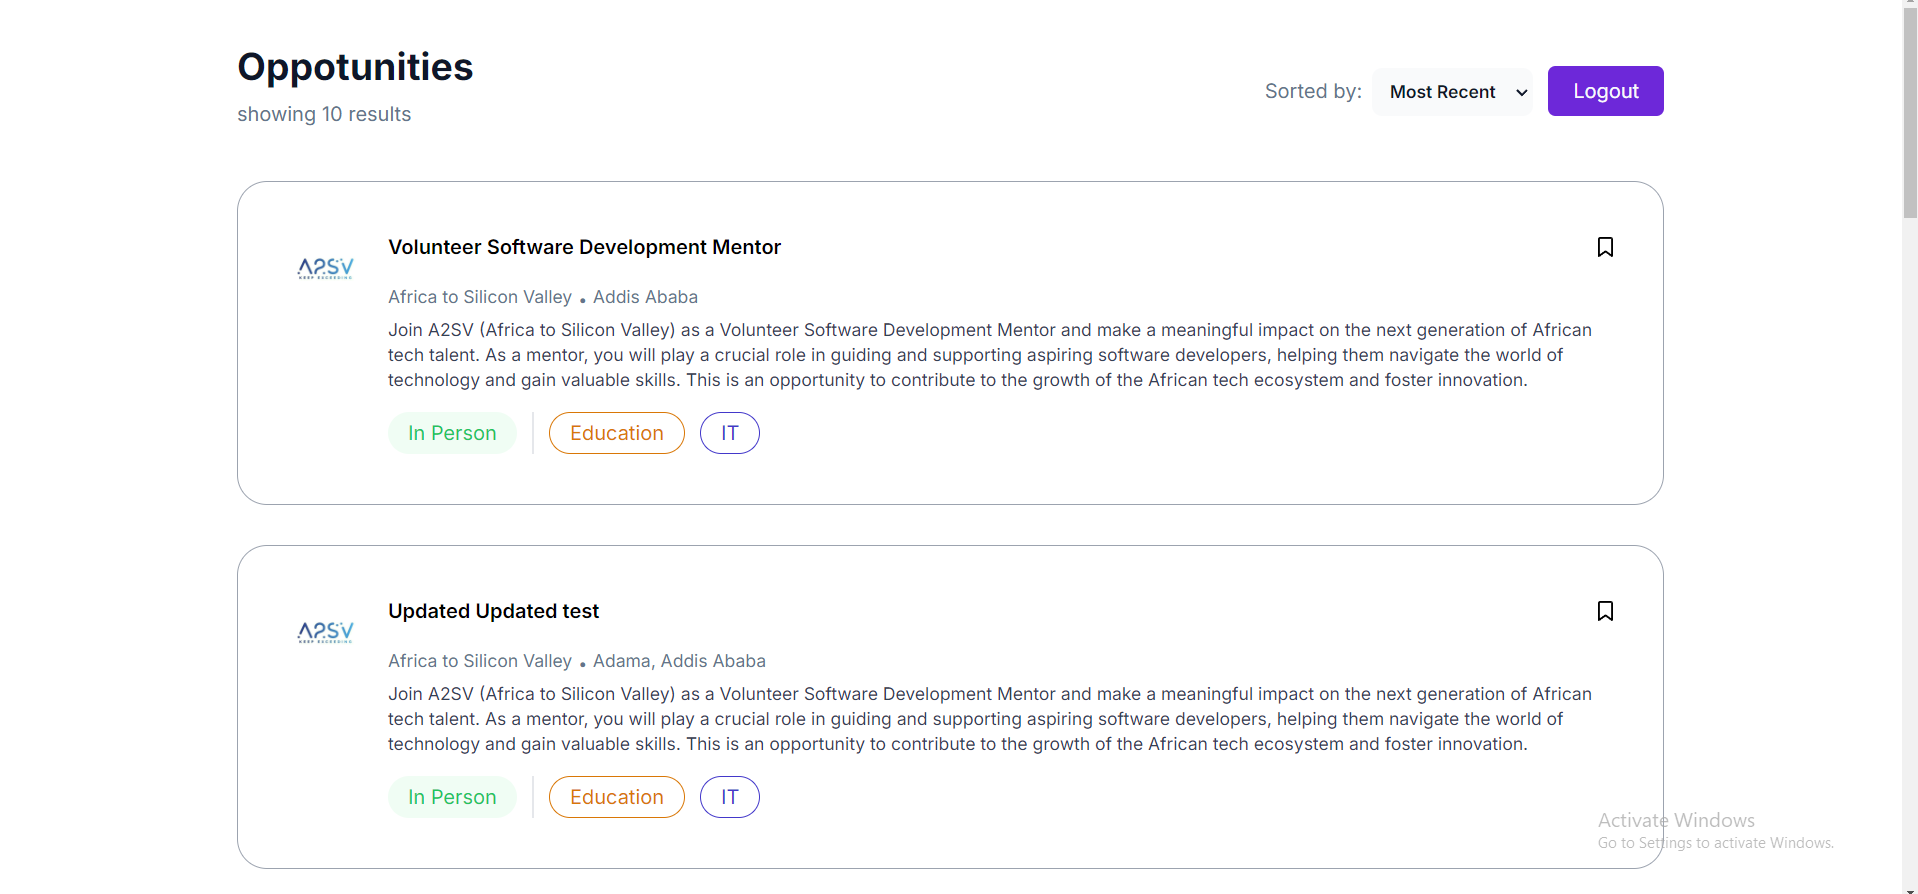 Oppotunities
showing 10 results
Sorted by: Most Recent Logout
A2SV
KEEP EXCEEDING
Volunteer Software Development Mentor
Africa to Silicon Valley • Addis Ababa
Join A2SV (Africa to Silicon Valley) as a Volunteer Software Development Mentor and make a meaningful impact on the next generation of African
tech talent. As a mentor, you will play a crucial role in guiding and supporting aspiring software developers, helping them navigate the world of
technology and gain valuable skills. This is an opportunity to contribute to the growth of the African tech ecosystem and foster innovation.
In Person Education IT
A2SV
KEEP EXCEEDING
Updated Updated test
Africa to Silicon Valley • Adama, Addis Ababa
Join A2SV (Africa to Silicon Valley) as a Volunteer Software Development Mentor and make a meaningful impact on the next generation of African
tech talent. As a mentor, you will play a crucial role in guiding and supporting aspiring software developers, helping them navigate the world of
technology and gain valuable skills. This is an opportunity to contribute to the growth of the African tech ecosystem and foster innovation.
In Person Education IT
Activate Windows
Go to Settings to activate Windows.